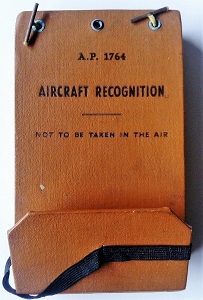 A.P. 1764
AIRCRAFT RECOGNITION
NOT TO BE TAKEN IN THE AIR